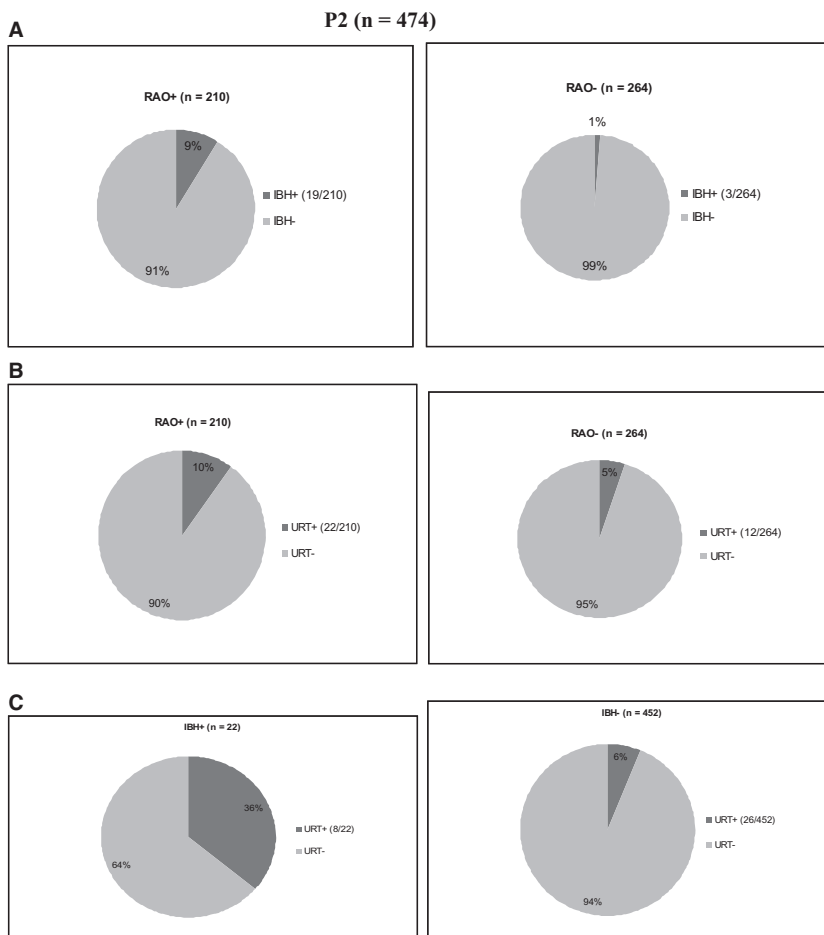 P2 (n = 474)
A
RAO+ (n = 210)
9%
91%
IBH+ (19/210)
IBH-
RAO- (n = 264)
1%
99%
IBH+ (3/264)
IBH-
B
RAO+ (n = 210)
10%
90%
URT+ (22/210)
URT-
RAO- (n = 264)
5%
95%
URT+ (12/264)
URT-
C
IBH+ (n = 22)
36%
64%
URT+ (8/22)
URT-
IBH- (n = 452)
6%
94%
URT+ (26/452)
URT-